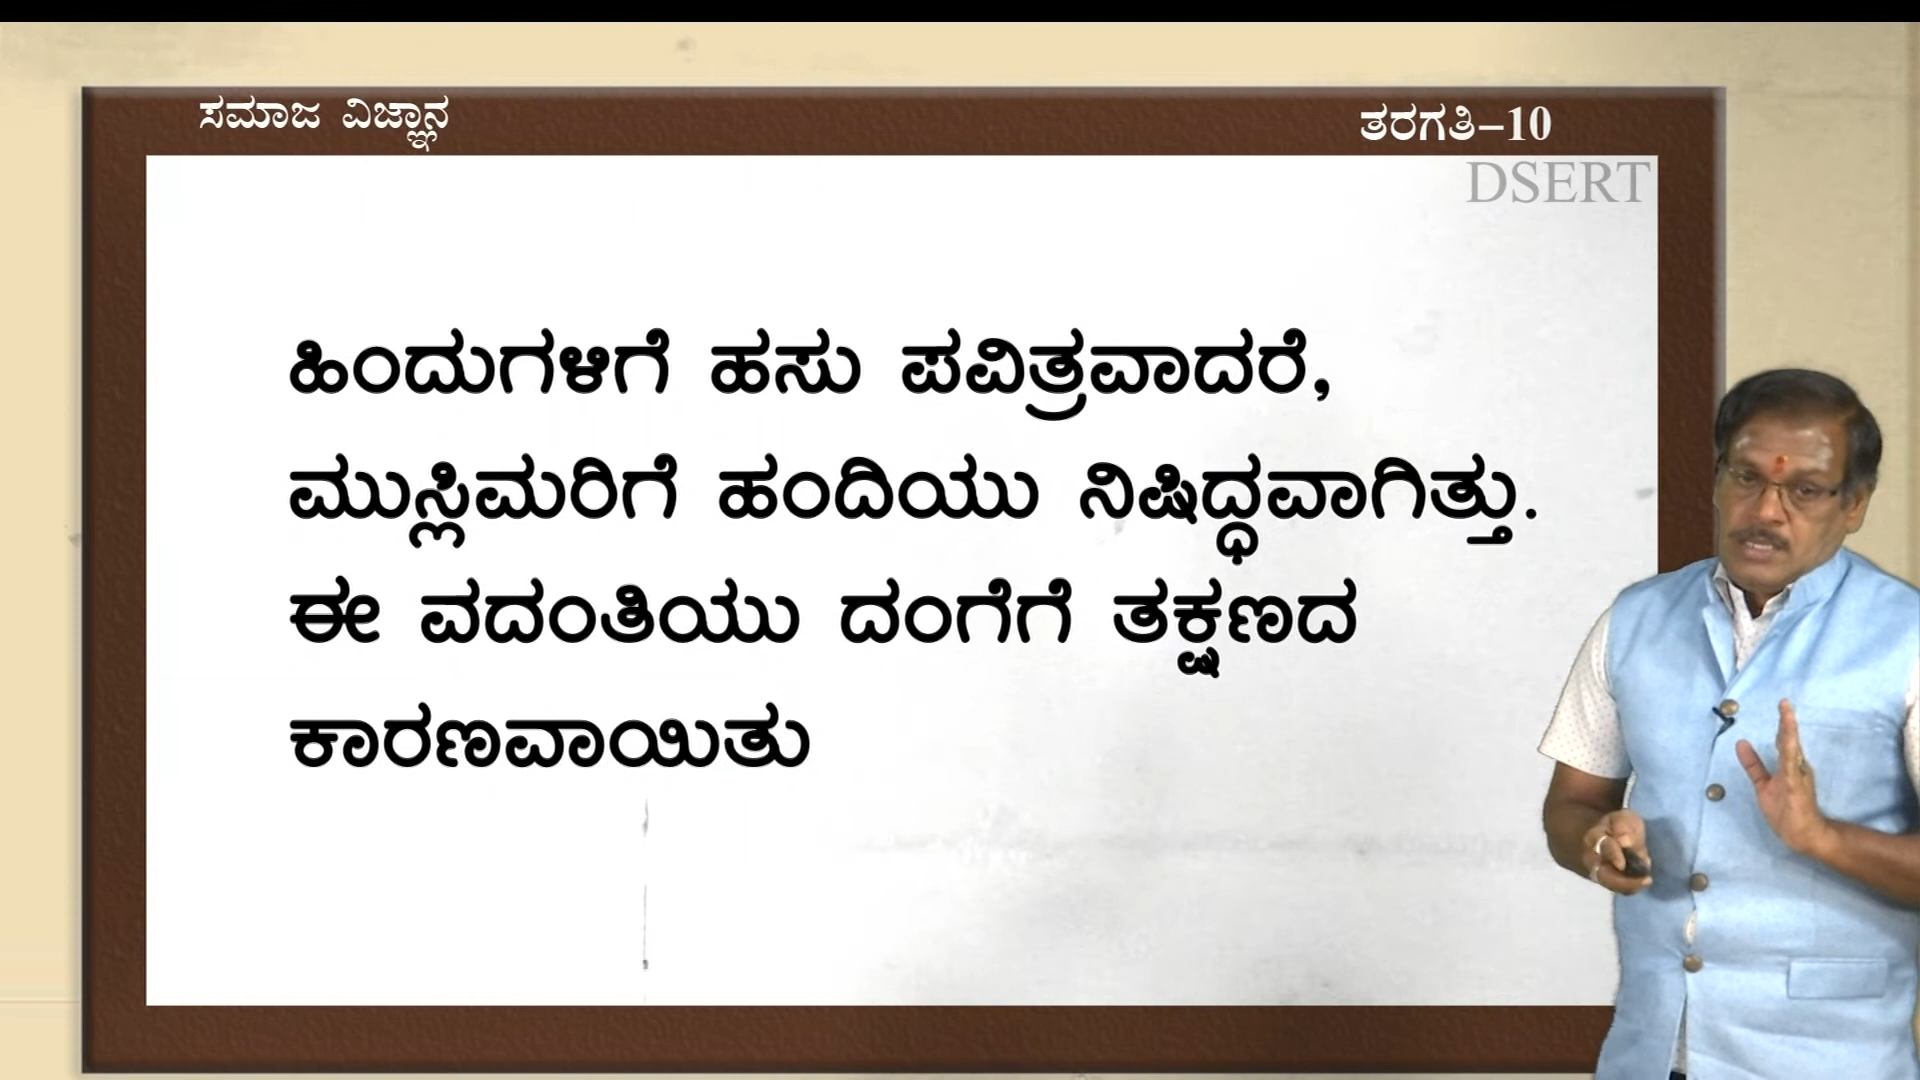 ಸಮಾಜ ವಿಜ್ಞಾನ
ತರಗತಿ-10
DSERT
ಹಿಂದುಗಳಿಗೆ ಹಸು ಪವಿತ್ರವಾದರೆ,
ಮುಸ್ಲಿಮರಿಗೆ ಹಂದಿಯು ನಿಷಿದ್ಧವಾಗಿತ್ತು.
ಈ ವದಂತಿಯು ದಂಗೆಗೆ ತಕ್ಷಣದ
ಕಾರಣವಾಯಿತು